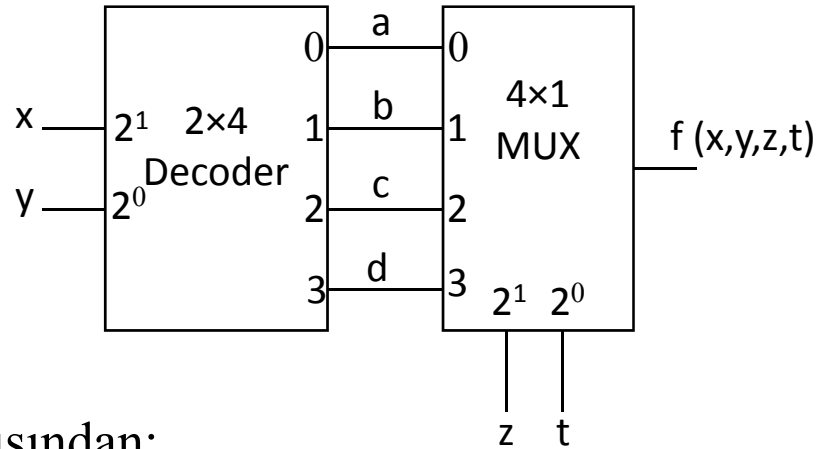 a
0 0
x 2¹ 2×4 1 b 1 4×1 f (x,y,z,t)
Decoder MUX
y 2⁰ 2 c 2
3 d 3
2¹ 2⁰
z t